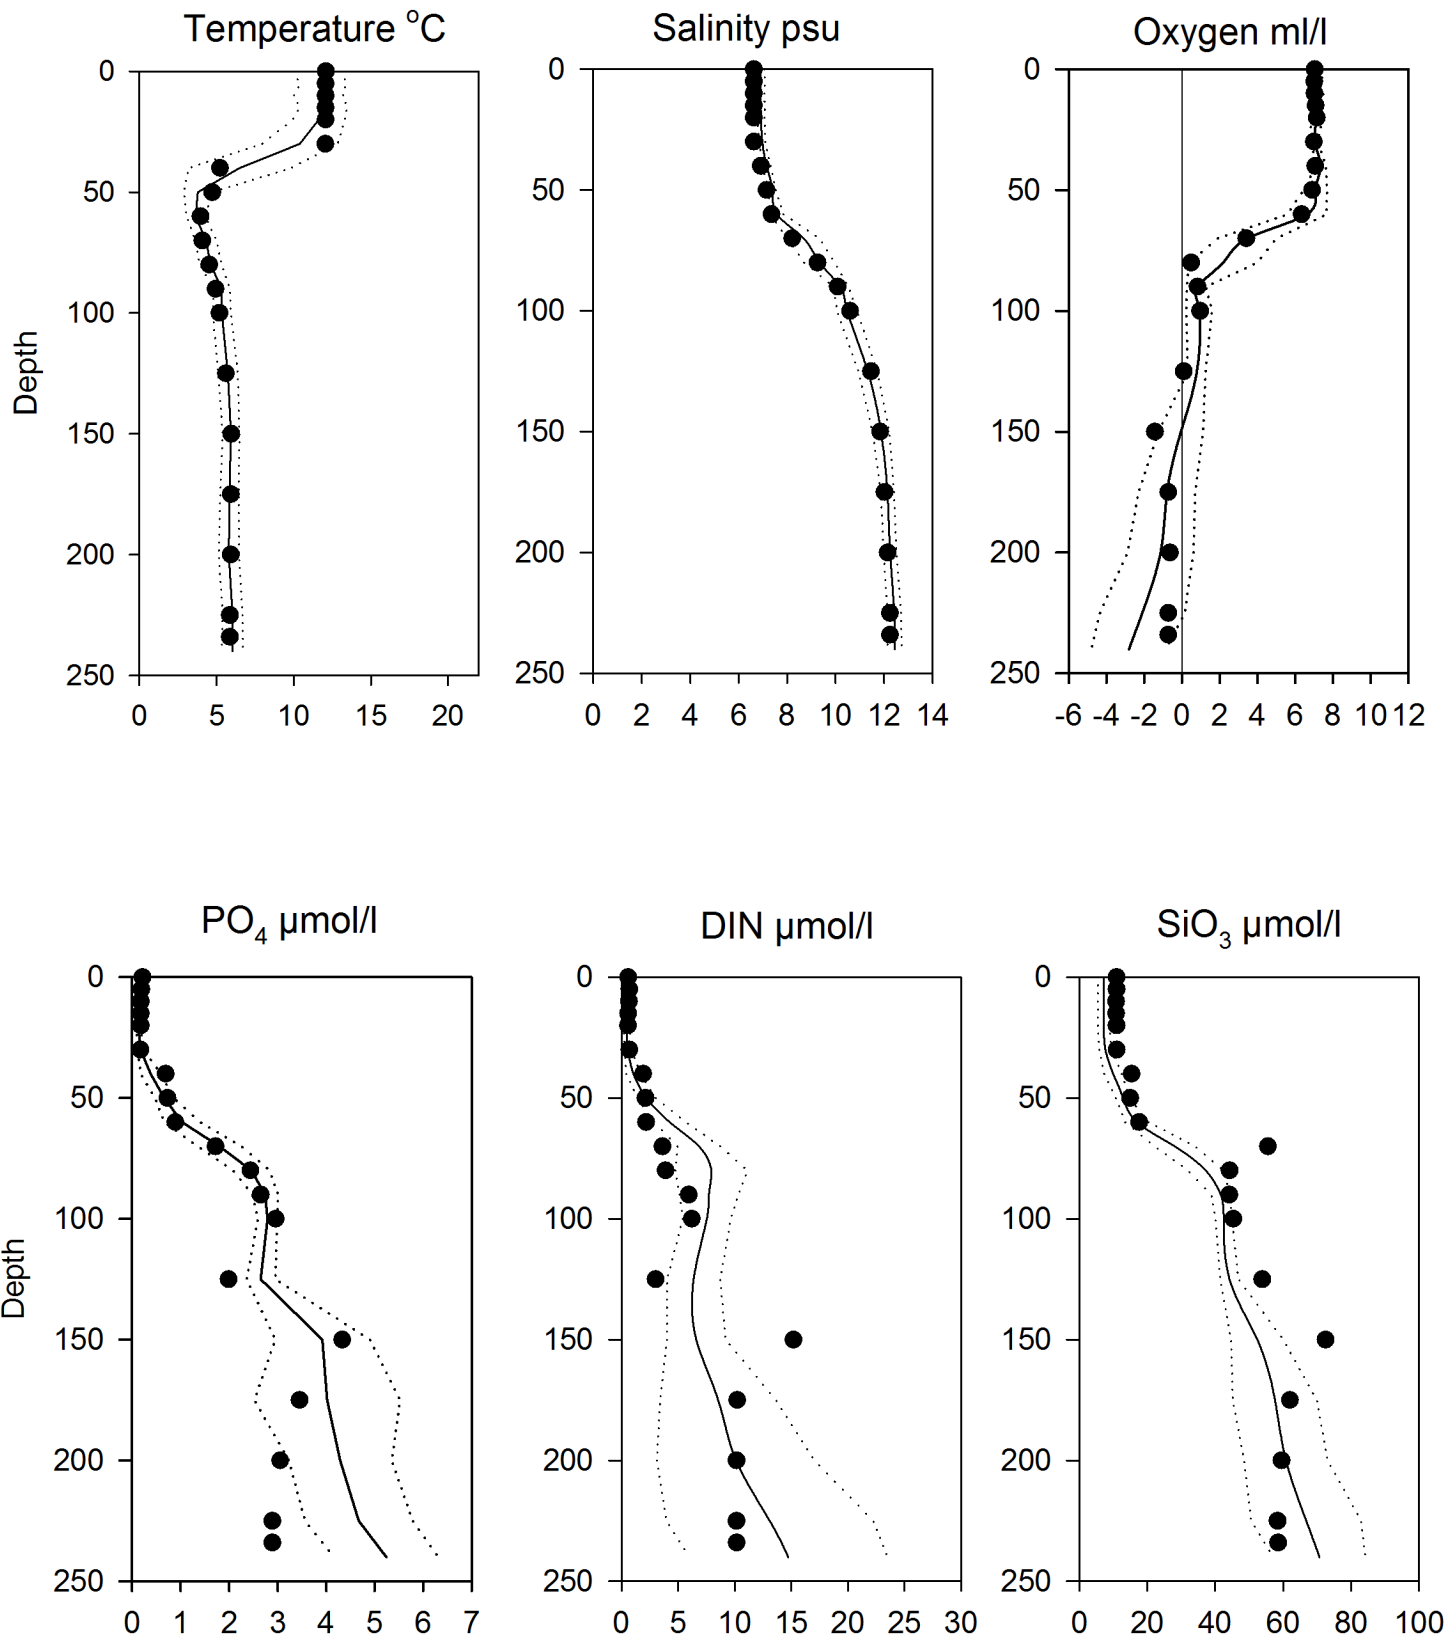 Temperature °C
Salinity psu
Oxygen ml/l
0
50
100
150
200
250
Depth
0 5 10 15 20
0
50
100
150
200
250
0 2 4 6 8 10 12 14
0
50
100
150
200
250
-6 -4 -2 0 2 4 6 8 10 12
PO4 µmol/l
DIN µmol/l
SiO3 µmol/l
0
50
100
150
200
250
Depth
0 1 2 3 4 5 6 7
0
50
100
150
200
250
0 5 10 15 20 25 30
0
50
100
150
200
250
0 20 40 60 80 100